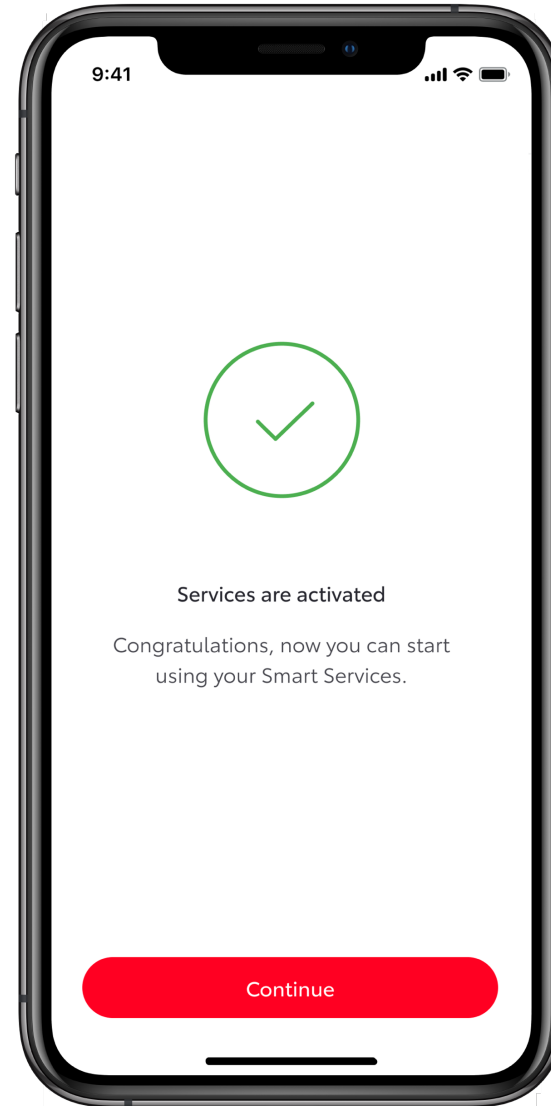 9:41
Services are activated
Congratulations, now you can start
using your Smart Services.
Continue